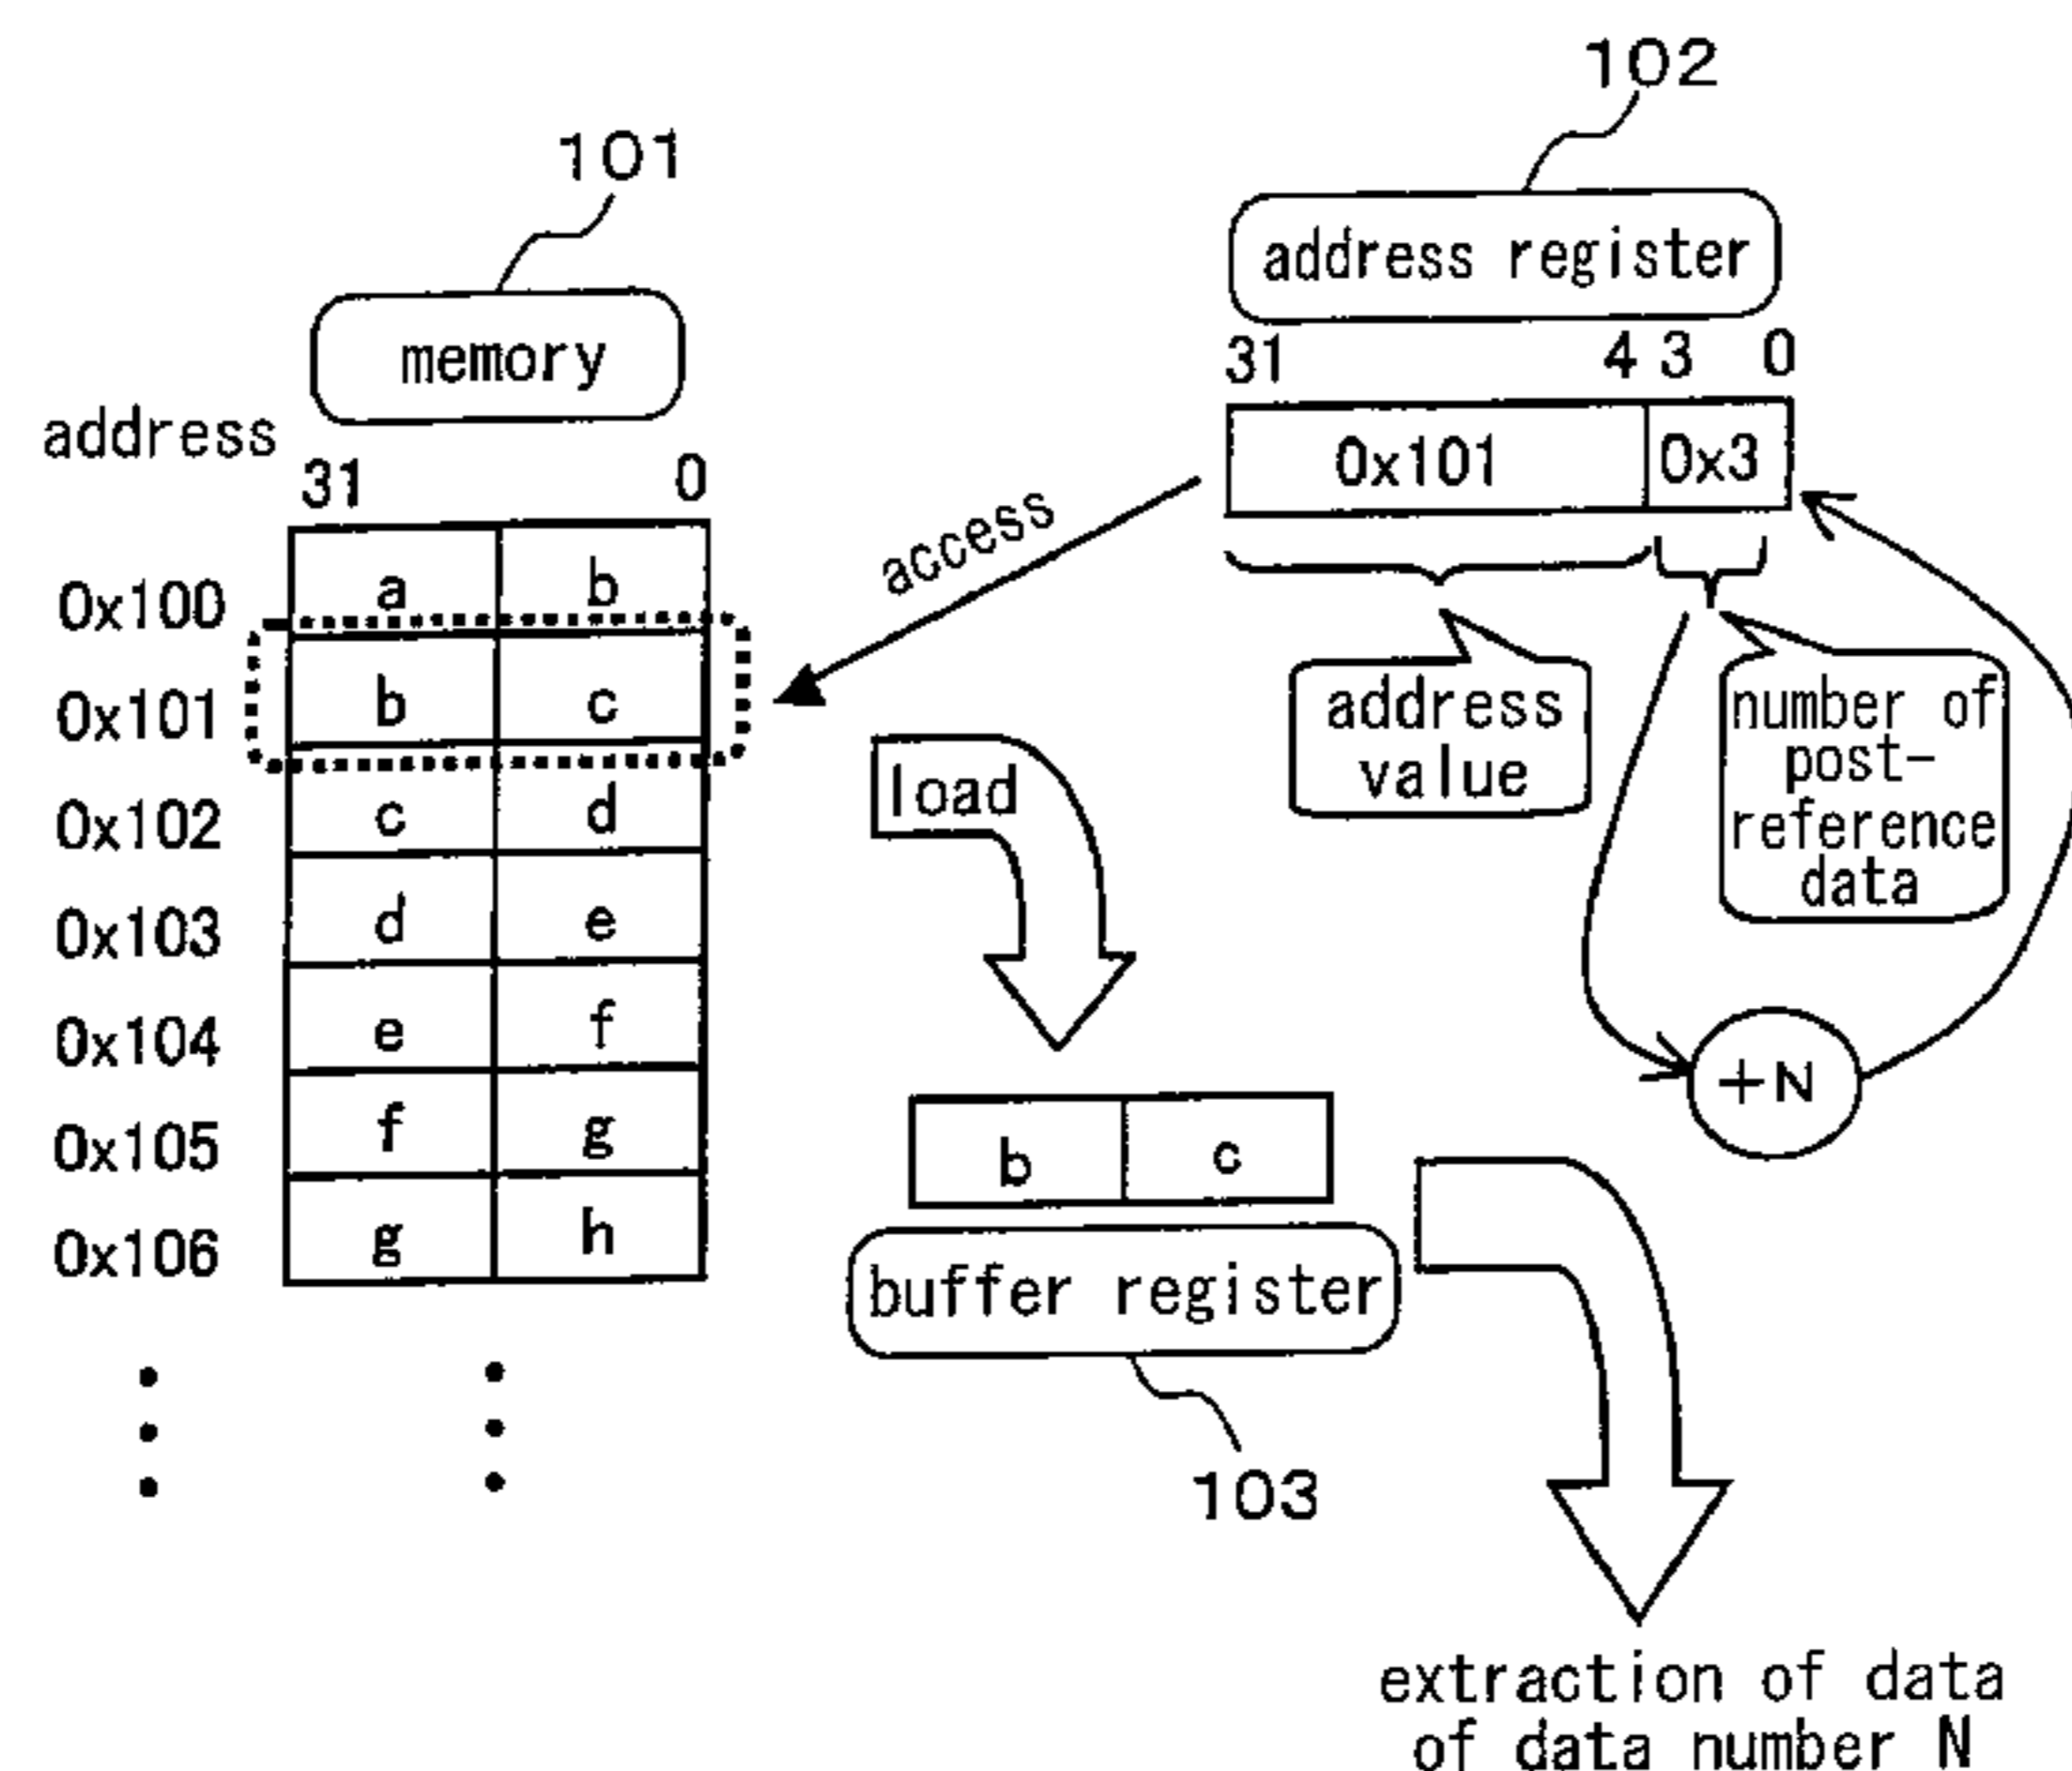 102
101
address register
memory
31 4 3 0
address
31 0
0x101 0x3
access
0x100 a b
0x101 b c
0x102 c d
0x103 d e
0x104 e f
0x105 f g
0x106 g h
address
value
number of
post-
reference
data
load
+N
b c
buffer register
103
extraction of data
of data number N